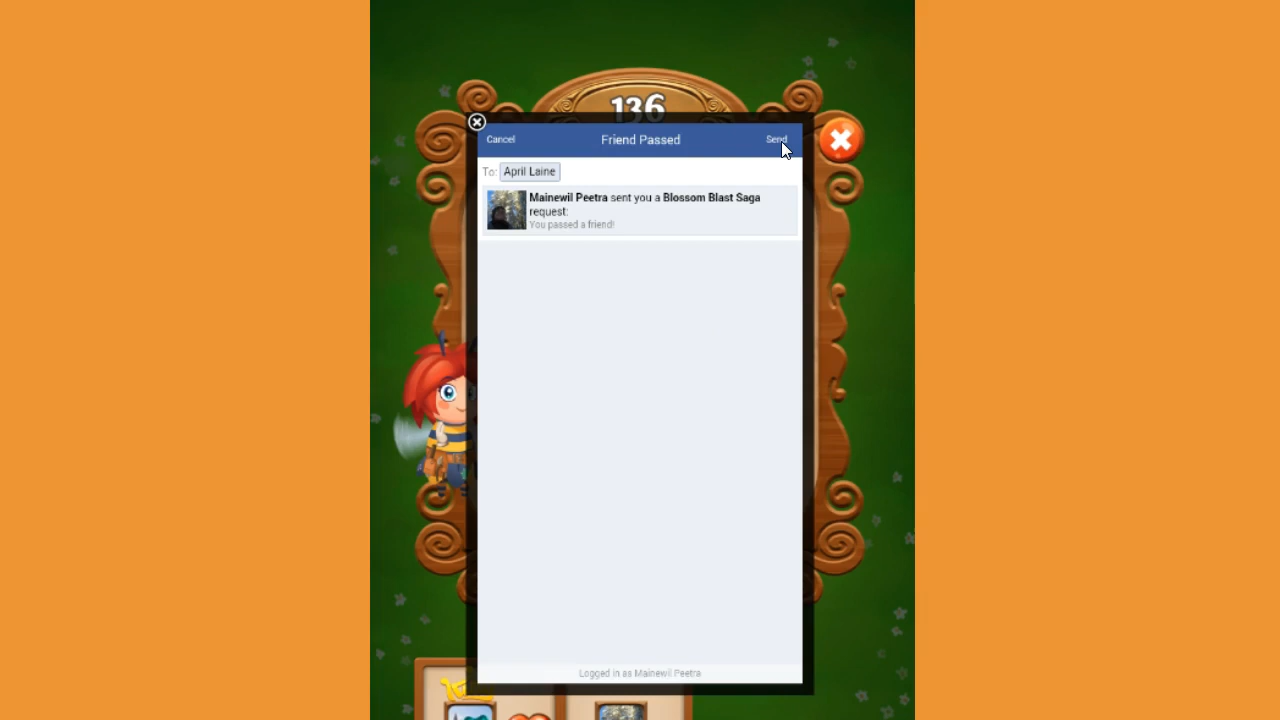 136
Cancel Friend Passed Send
To: April Laine
Mainewil Peetra sent you a Blossom Blast Saga
request:
You passed a friend!
Logged in as Mainewil Peetra